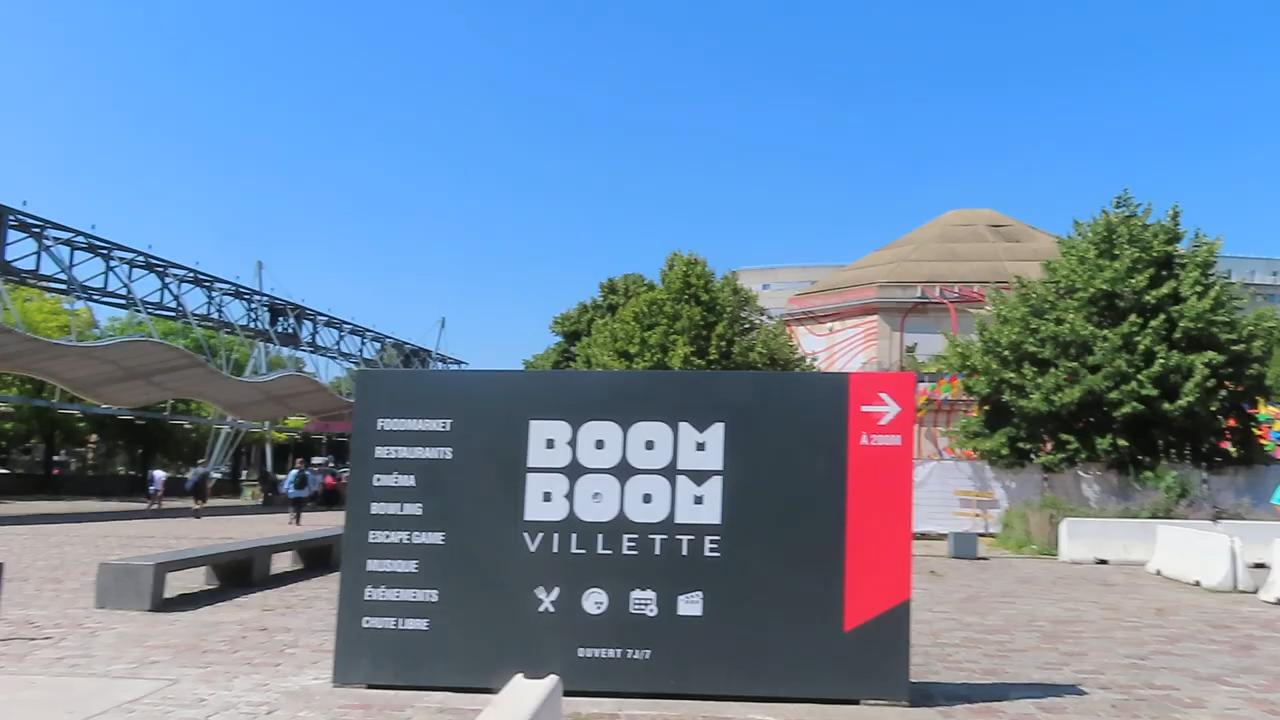 FOODMARKET
RESTAURANTS
CINÉMA
BOWLING
ESCAPE GAME
MUSIQUE
ÉVÉNEMENTS
CHUTE LIBRE
BOOM
BOOM
VILLETTE
OUVERT 7J/7
À 200M